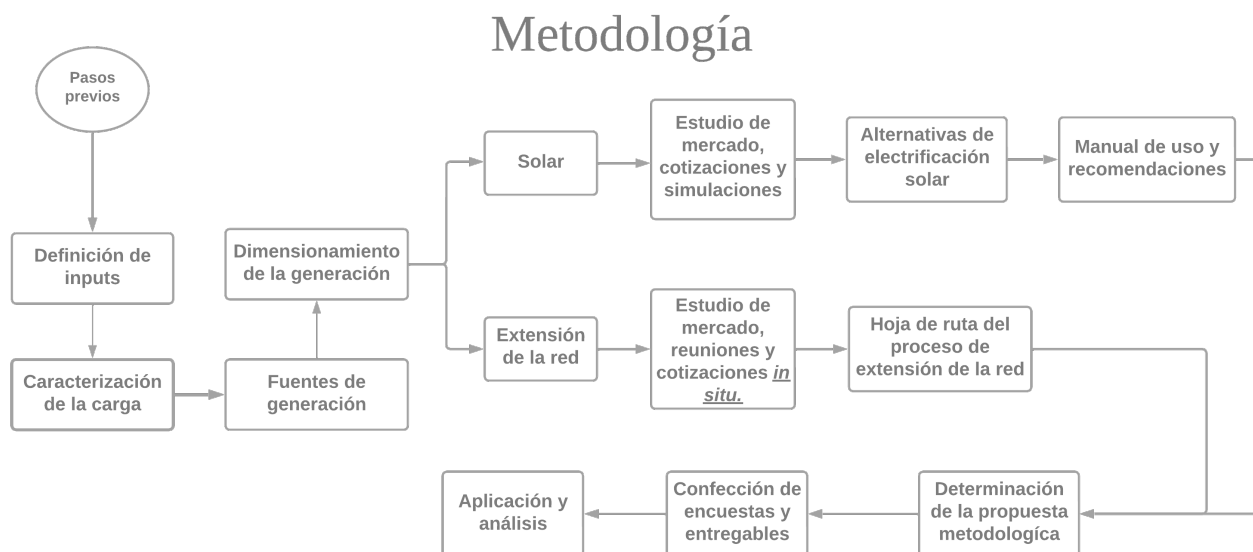 Metodología
Pasos
previos
Definición de
inputs
Caracterización
de la carga
Fuentes de
generación
Dimensionamiento
de la generación
Solar
Estudio de
mercado,
cotizaciones y
simulaciones
Alternativas de
electrificación
solar
Manual de uso y
recomendaciones
Extensión
de la red
Estudio de
mercado,
reuniones y
cotizaciones in
situ.
Hoja de ruta del
proceso de
extensión de la red
Determinación
de la propuesta
metodologíca
Confección de
encuestas y
entregables
Aplicación y
análisis